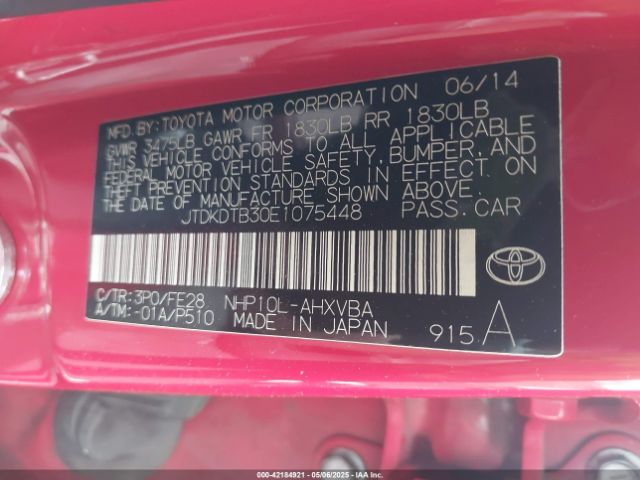 MFD. BY: TOYOTA MOTOR CORPORATION 06/14
GVWR 3475LB GAWR FR 1830LB RR 1830LB
THIS VEHICLE CONFORMS TO ALL APPLICABLE
FEDERAL MOTOR VEHICLE SAFETY, BUMPER, AND
THEFT PREVENTION STANDARDS IN EFFECT ON
THE DATE OF MANUFACTURE SHOWN ABOVE.
JTDKDTB30E1075448 PASS.CAR
TOYOTA
C/TR: 3P0/FE28 NHP10L-AHXVBA
A/TM: -01A/P510 MADE IN JAPAN 915 A
000-42184921 05/06/2025 IAAI.COM